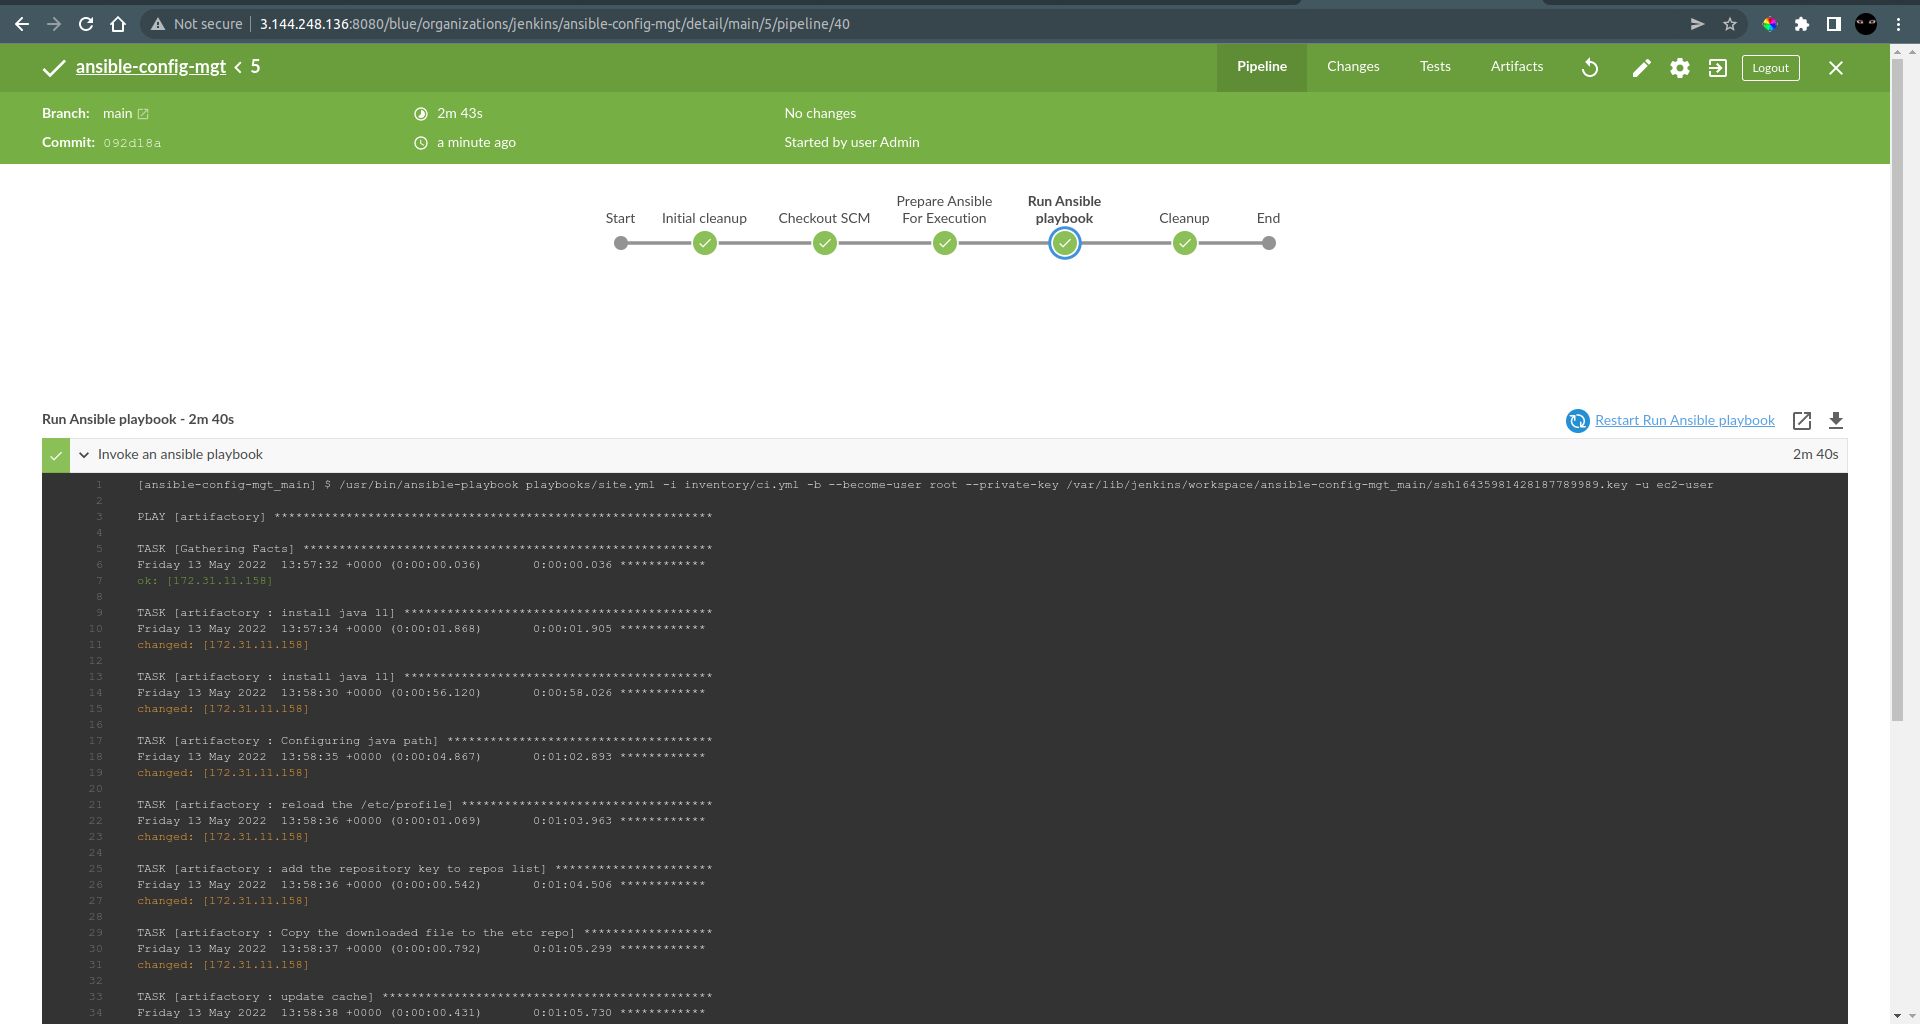 Not secure 3.144.248.136:8080/blue/organizations/jenkins/ansible-config-mgt/detail/main/5/pipeline/40
ansible-config-mgt < 5 Pipeline Changes Tests Artifacts Logout
Branch: main 2m 43s No changes
Commit: 092d18a a minute ago Started by user Admin
Start Initial cleanup Checkout SCM Prepare Ansible For Execution Run Ansible playbook Cleanup End
Run Ansible playbook - 2m 40s Restart Run Ansible playbook
Invoke an ansible playbook 2m 40s
1 [ansible-config-mgt_main] $ /usr/bin/ansible-playbook playbooks/site.yml -i inventory/ci.yml -b --become-user root --private-key /var/lib/jenkins/workspace/ansible-config-mgt_main/ssh16435981428187789989.key -u ec2-user
2
3 PLAY [artifactory] *************************************************************
4
5 TASK [Gathering Facts] *********************************************************
6 Friday 13 May 2022  13:57:32 +0000 (0:00:00.036)       0:00:00.036 ************
7 ok: [172.31.11.158]
8
9 TASK [artifactory : install java 11] *******************************************
10 Friday 13 May 2022  13:57:34 +0000 (0:00:01.868)       0:00:01.905 ************
11 changed: [172.31.11.158]
12
13 TASK [artifactory : install java 11] *******************************************
14 Friday 13 May 2022  13:58:30 +0000 (0:00:56.120)       0:00:58.026 ************
15 changed: [172.31.11.158]
16
17 TASK [artifactory : Configuring java path] *************************************
18 Friday 13 May 2022  13:58:35 +0000 (0:00:04.867)       0:01:02.893 ************
19 changed: [172.31.11.158]
20
21 TASK [artifactory : reload the /etc/profile] ***********************************
22 Friday 13 May 2022  13:58:36 +0000 (0:00:01.069)       0:01:03.963 ************
23 changed: [172.31.11.158]
24
25 TASK [artifactory : add the repository key to repos list] **********************
26 Friday 13 May 2022  13:58:36 +0000 (0:00:00.542)       0:01:04.506 ************
27 changed: [172.31.11.158]
28
29 TASK [artifactory : Copy the downloaded file to the etc repo] ******************
30 Friday 13 May 2022  13:58:37 +0000 (0:00:00.792)       0:01:05.299 ************
31 changed: [172.31.11.158]
32
33 TASK [artifactory : update cache] **********************************************
34 Friday 13 May 2022  13:58:38 +0000 (0:00:00.431)       0:01:05.730 ************